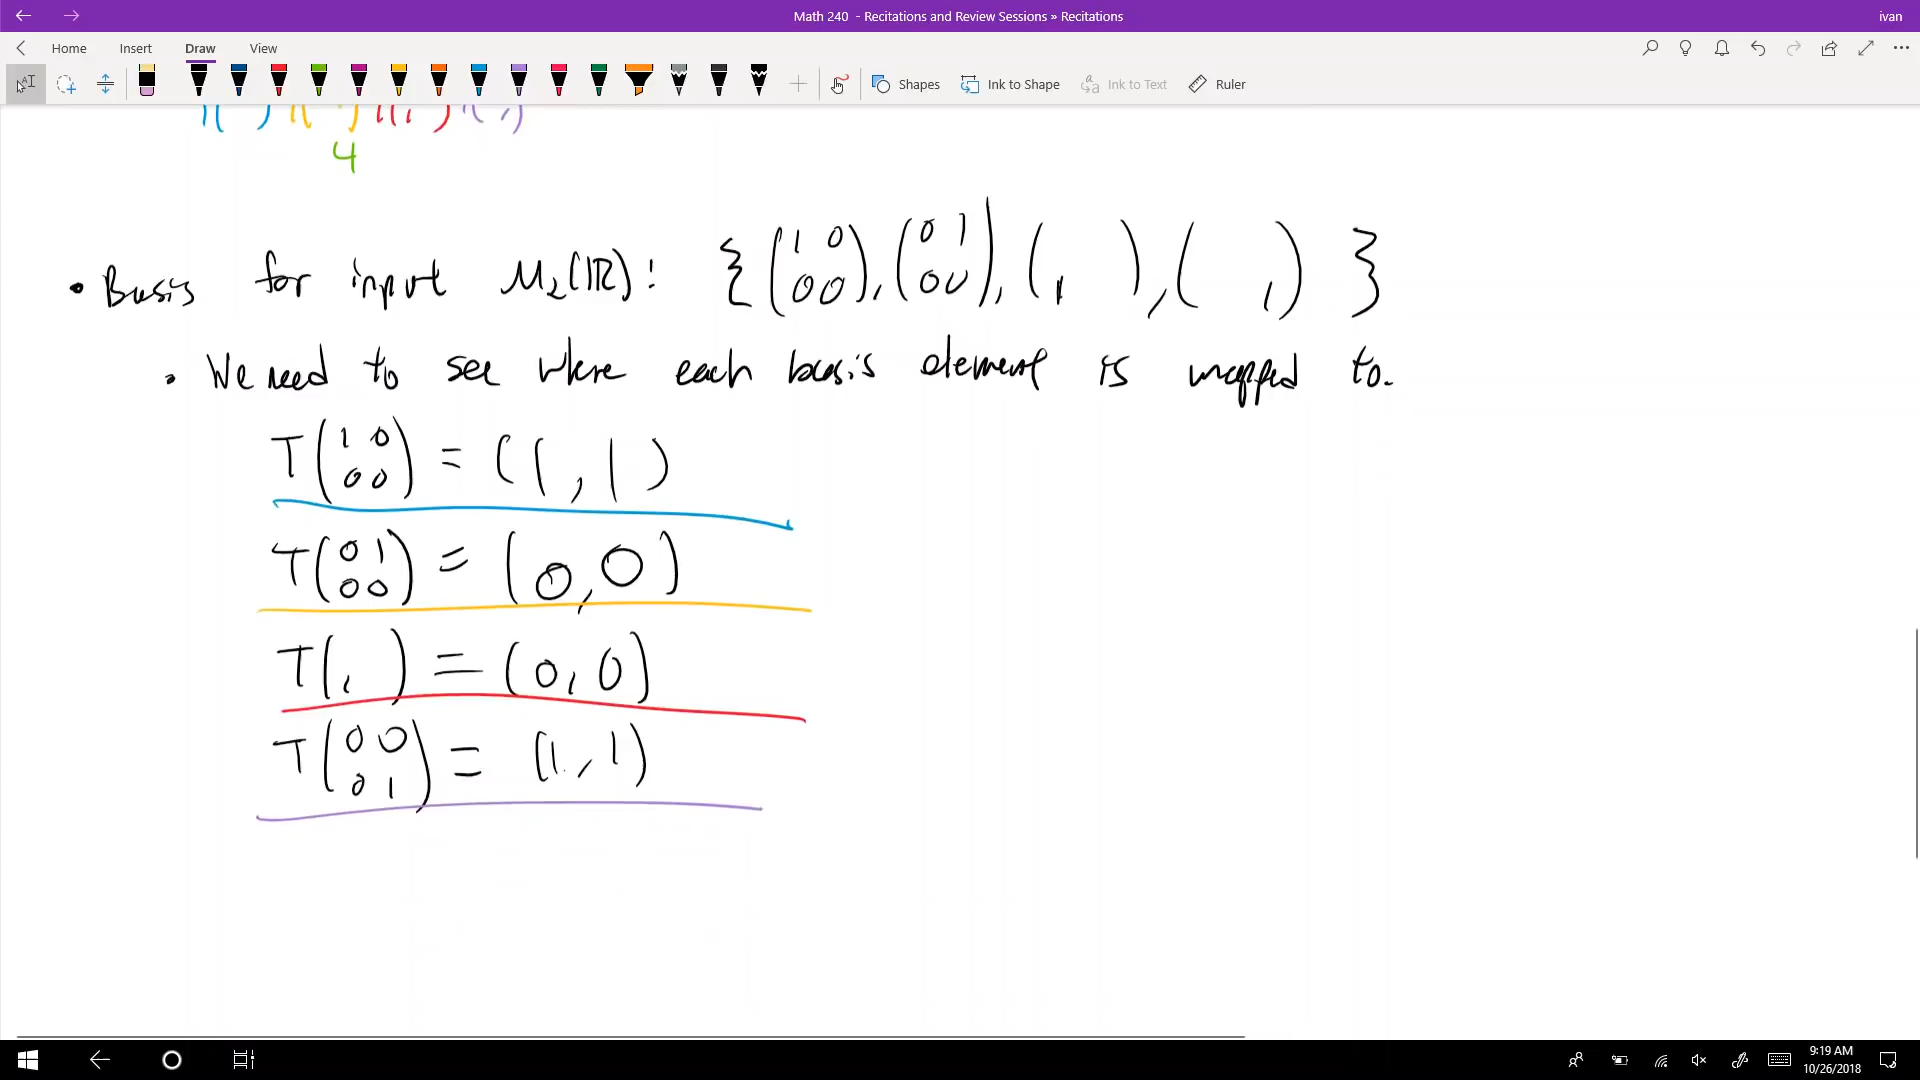 Math 240 - Recitations and Review Sessions » Recitations
ivan
Home Insert Draw View
Shapes Ink to Shape Ink to Text Ruler
4
• Basis for input M₂(ℝ): { (1 0 0 0), (0 1 0 0), (1 ), ( 1) }
• We need to see where each basis element is mapped to.
T(1 0 0 0) = (1, 1)
T(0 1 0 0) = (0, 0)
T(1 ) = (0, 0)
T(0 0 0 1) = (1, 1)
9:19 AM
10/26/2018